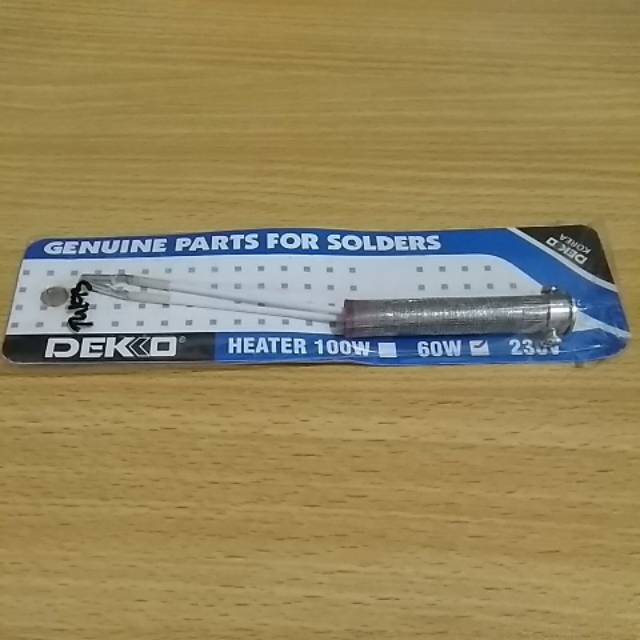 GENUINE PARTS FOR SOLDERS
DEKKO
KOREA
DEKKO® HEATER 100W 60W 230V